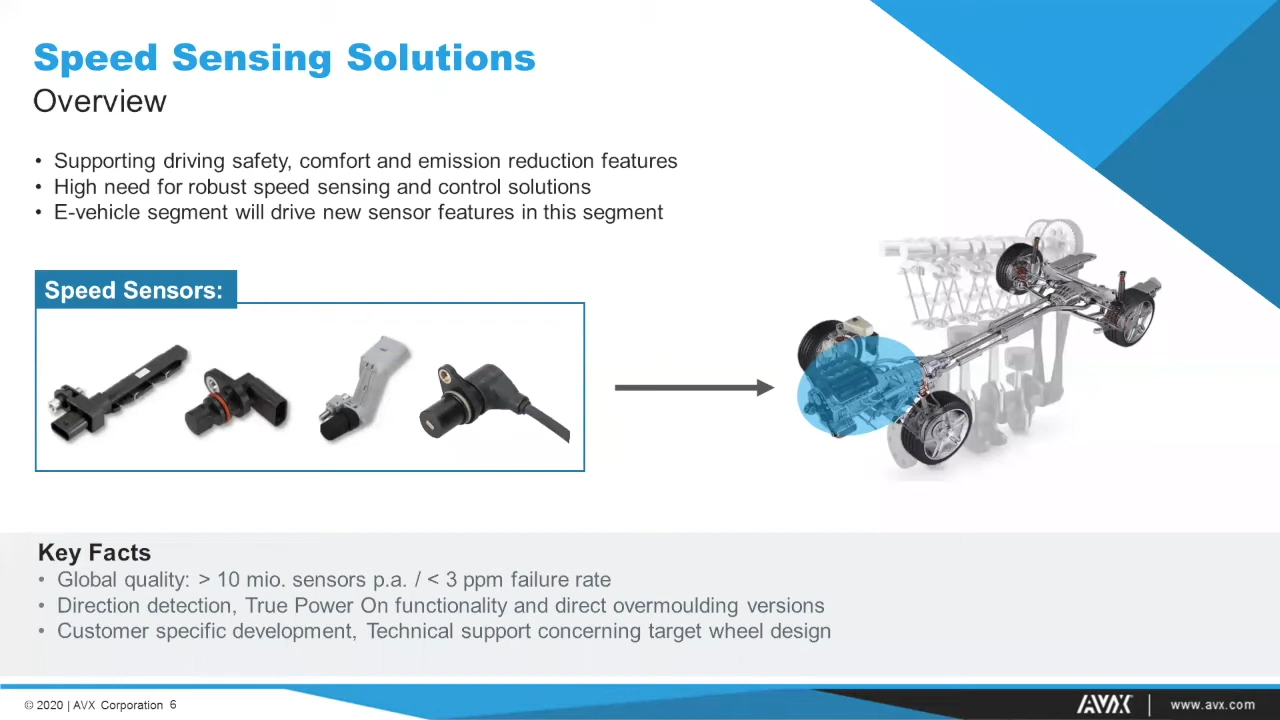 Speed Sensing Solutions
Overview
• Supporting driving safety, comfort and emission reduction features
• High need for robust speed sensing and control solutions
• E-vehicle segment will drive new sensor features in this segment
Speed Sensors:
Key Facts
• Global quality: > 10 mio. sensors p.a. / < 3 ppm failure rate
• Direction detection, True Power On functionality and direct overmoulding versions
• Customer specific development, Technical support concerning target wheel design
© 2020 | AVX Corporation 6
AVX | www.avx.com